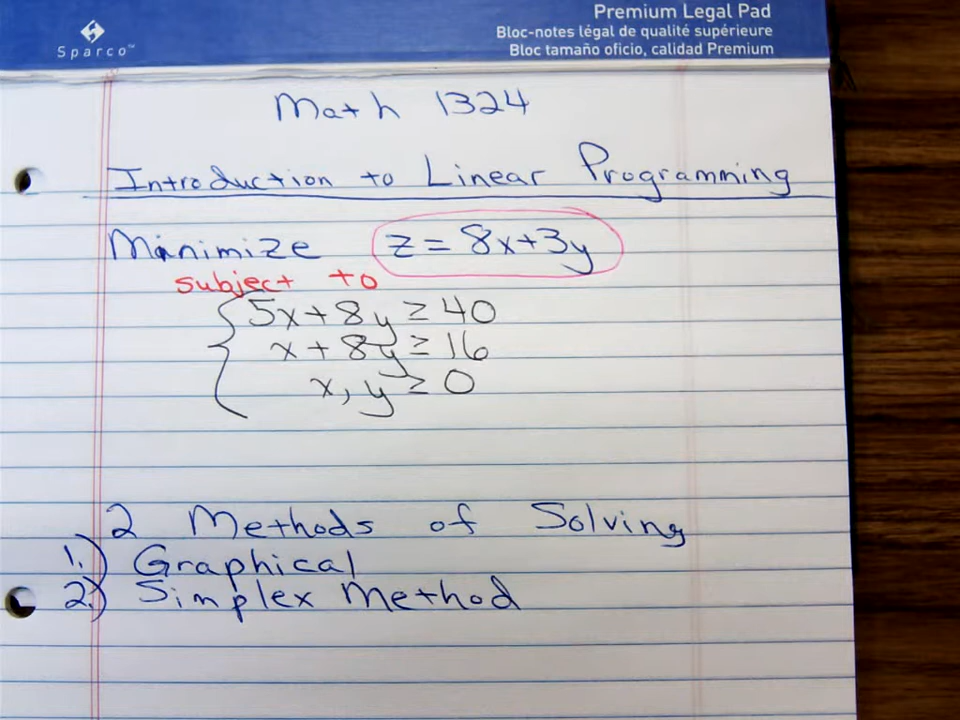 Premium Legal Pad
Bloc-notes légal de qualité supérieure
Bloc tamaño oficio, calidad Premium
Sparco™
Math 1324
Introduction to Linear Programming
Minimize z = 8x+3y
subject to
5x+8y ≥ 40
x + 8y ≥ 16
x, y ≥ 0
2 Methods of Solving
1.) Graphical
2.) Simplex Method